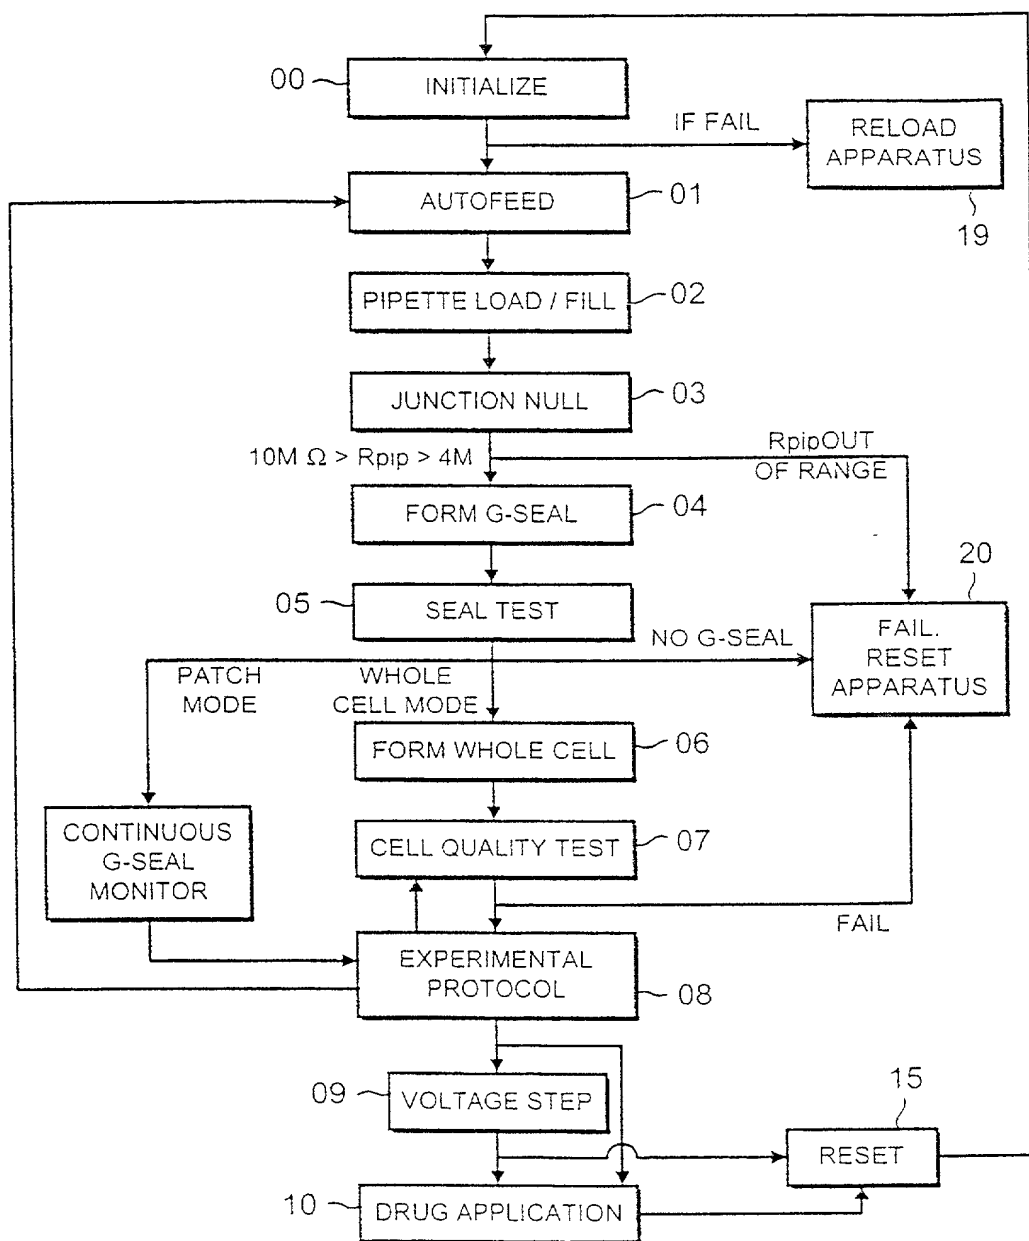 00
INITIALIZE
IF FAIL
RELOAD
APPARATUS
19
AUTOFEED
01
PIPETTE LOAD / FILL
02
JUNCTION NULL
03
10M Ω > Rpip > 4M
RpipOUT
OF RANGE
FORM G-SEAL
04
05
SEAL TEST
20
NO G-SEAL
FAIL.
RESET
APPARATUS
PATCH
MODE
WHOLE
CELL MODE
FORM WHOLE CELL
06
CONTINUOUS
G-SEAL
MONITOR
CELL QUALITY TEST
07
FAIL
EXPERIMENTAL
PROTOCOL
08
09
VOLTAGE STEP
15
RESET
10
DRUG APPLICATION